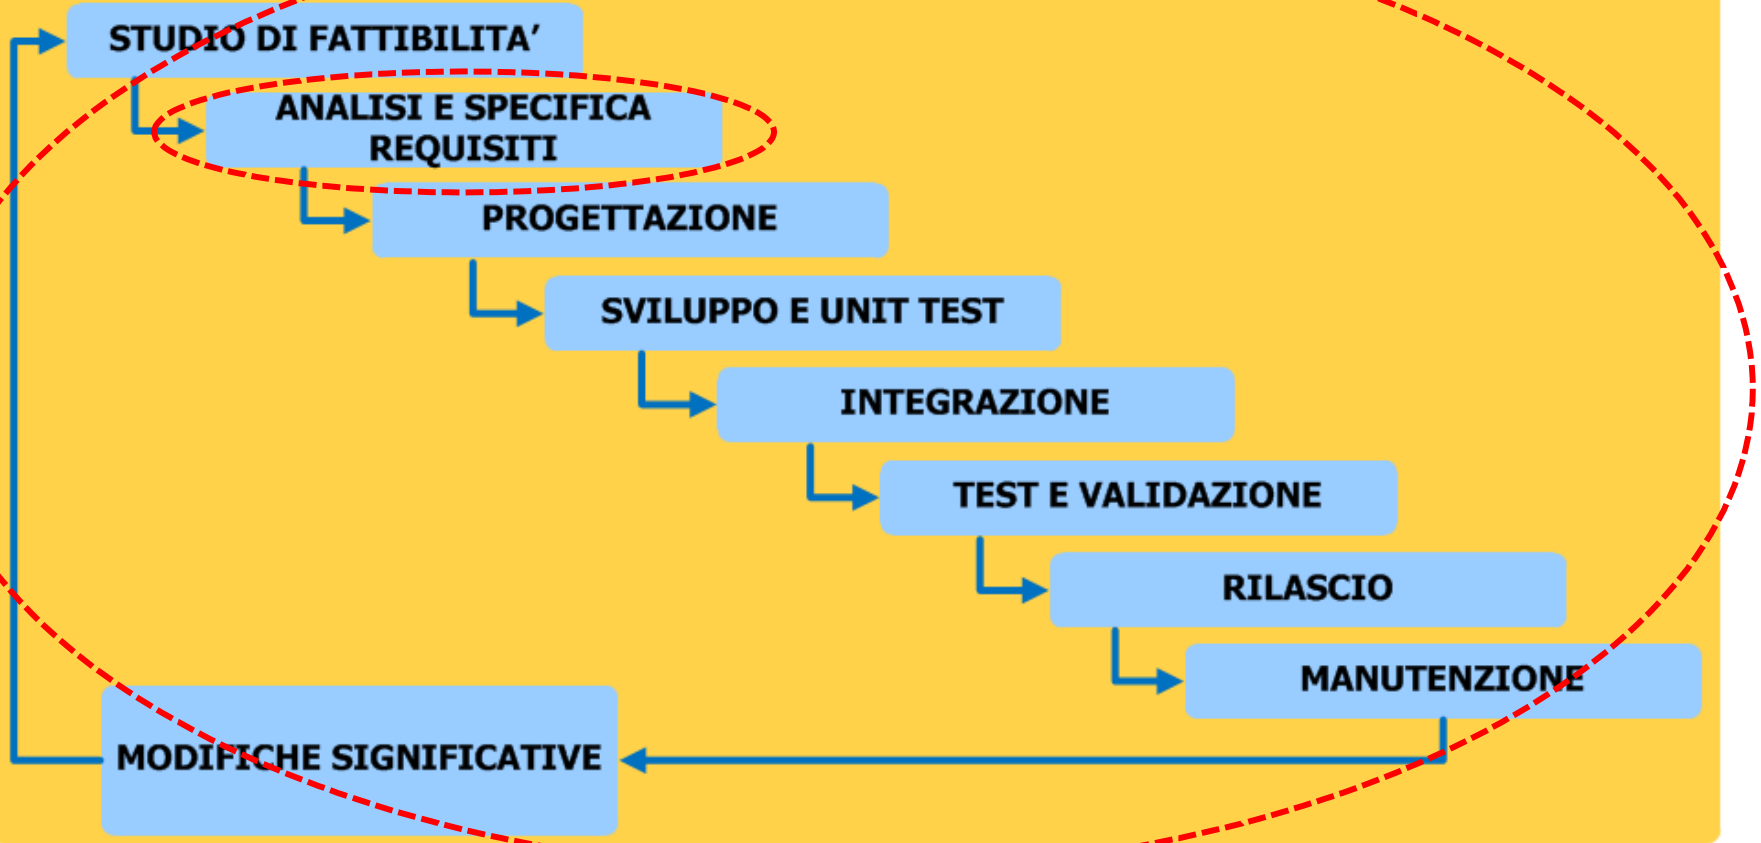 STUDIO DI FATTIBILITA’
ANALISI E SPECIFICA
REQUISITI
PROGETTAZIONE
SVILUPPO E UNIT TEST
INTEGRAZIONE
TEST E VALIDAZIONE
RILASCIO
MANUTENZIONE
MODIFICHE SIGNIFICATIVE